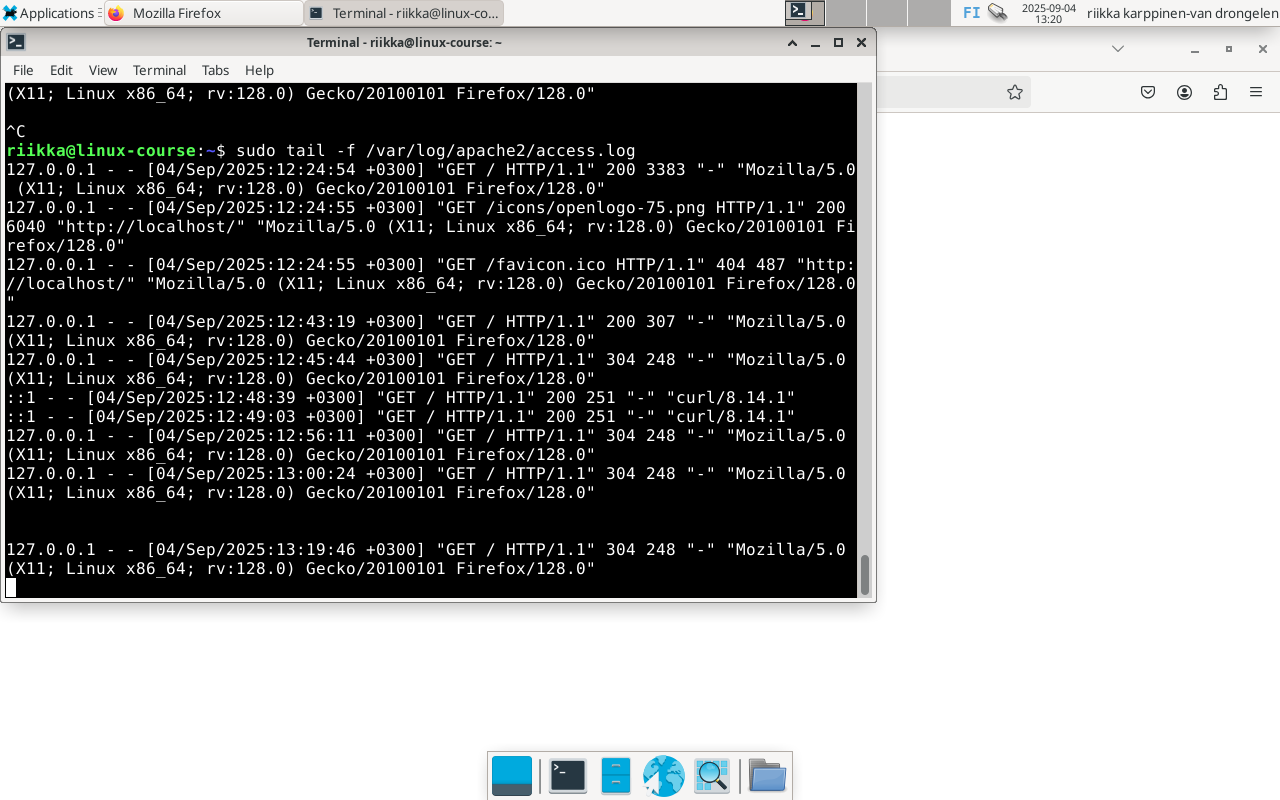 Applications
Mozilla Firefox
Terminal - riikka@linux-co...
FI
2025-09-04
13:20
riikka karppinen-van drongelen
Terminal - riikka@linux-course: ~
File Edit View Terminal Tabs Help
(X11; Linux x86_64; rv:128.0) Gecko/20100101 Firefox/128.0"
^C
riikka@linux-course:~$ sudo tail -f /var/log/apache2/access.log
127.0.0.1 - - [04/Sep/2025:12:24:54 +0300] "GET / HTTP/1.1" 200 3383 "-" "Mozilla/5.0
(X11; Linux x86_64; rv:128.0) Gecko/20100101 Firefox/128.0"
127.0.0.1 - - [04/Sep/2025:12:24:55 +0300] "GET /icons/openlogo-75.png HTTP/1.1" 200
6040 "http://localhost/" "Mozilla/5.0 (X11; Linux x86_64; rv:128.0) Gecko/20100101 Fi
refox/128.0"
127.0.0.1 - - [04/Sep/2025:12:24:55 +0300] "GET /favicon.ico HTTP/1.1" 404 487 "http:
//localhost/" "Mozilla/5.0 (X11; Linux x86_64; rv:128.0) Gecko/20100101 Firefox/128.0
"
127.0.0.1 - - [04/Sep/2025:12:43:19 +0300] "GET / HTTP/1.1" 200 307 "-" "Mozilla/5.0
(X11; Linux x86_64; rv:128.0) Gecko/20100101 Firefox/128.0"
127.0.0.1 - - [04/Sep/2025:12:45:44 +0300] "GET / HTTP/1.1" 304 248 "-" "Mozilla/5.0
(X11; Linux x86_64; rv:128.0) Gecko/20100101 Firefox/128.0"
::1 - - [04/Sep/2025:12:48:39 +0300] "GET / HTTP/1.1" 200 251 "-" "curl/8.14.1"
::1 - - [04/Sep/2025:12:49:03 +0300] "GET / HTTP/1.1" 200 251 "-" "curl/8.14.1"
127.0.0.1 - - [04/Sep/2025:12:56:11 +0300] "GET / HTTP/1.1" 304 248 "-" "Mozilla/5.0
(X11; Linux x86_64; rv:128.0) Gecko/20100101 Firefox/128.0"
127.0.0.1 - - [04/Sep/2025:13:00:24 +0300] "GET / HTTP/1.1" 304 248 "-" "Mozilla/5.0
(X11; Linux x86_64; rv:128.0) Gecko/20100101 Firefox/128.0"
127.0.0.1 - - [04/Sep/2025:13:19:46 +0300] "GET / HTTP/1.1" 304 248 "-" "Mozilla/5.0
(X11; Linux x86_64; rv:128.0) Gecko/20100101 Firefox/128.0"